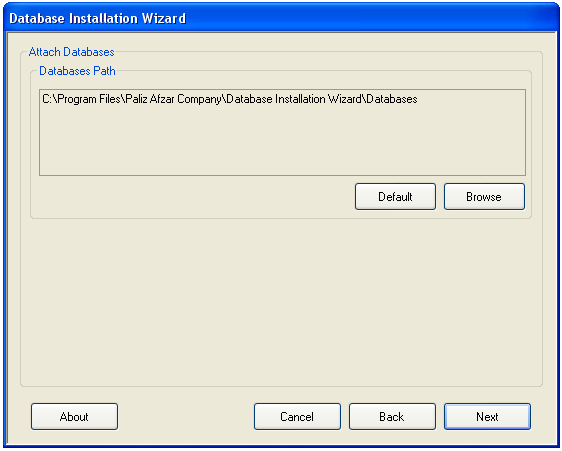 Database Installation Wizard
Attach Databases
Databases Path
C:\Program Files\Paliz Afzar Company\Database Installation Wizard\Databases
Default Browse
About Cancel Back Next